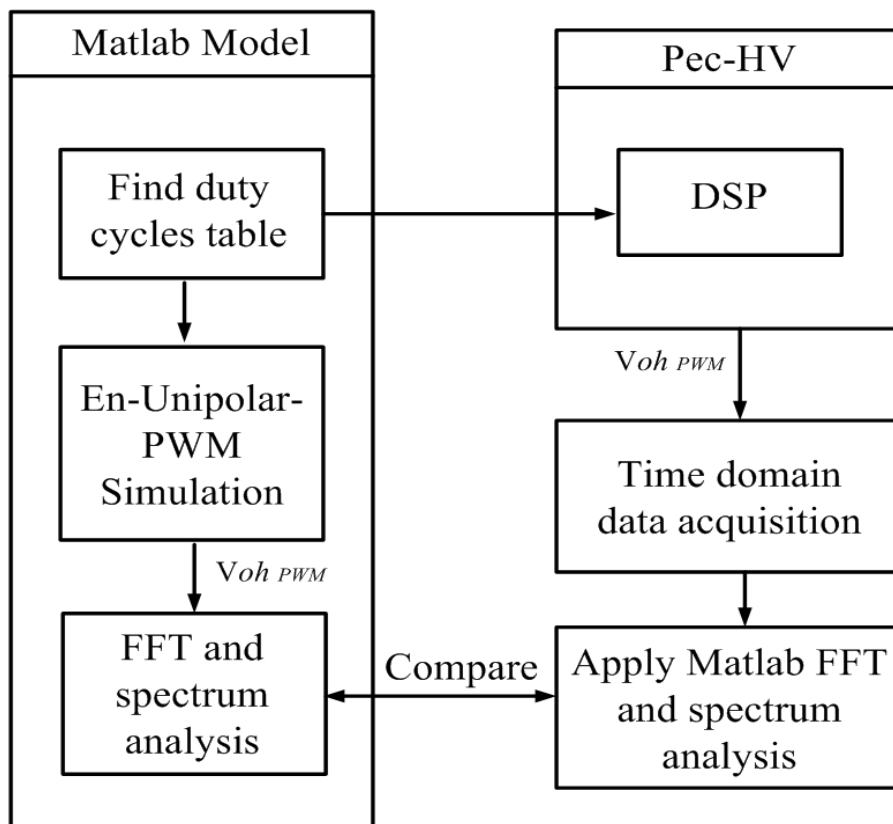 Matlab Model
Find duty
cycles table
En-Unipolar-
PWM
Simulation
Voh PWM
FFT and
spectrum
analysis
Compare
Pec-HV
DSP
Voh PWM
Time domain
data acquisition
Apply Matlab FFT
and spectrum
analysis